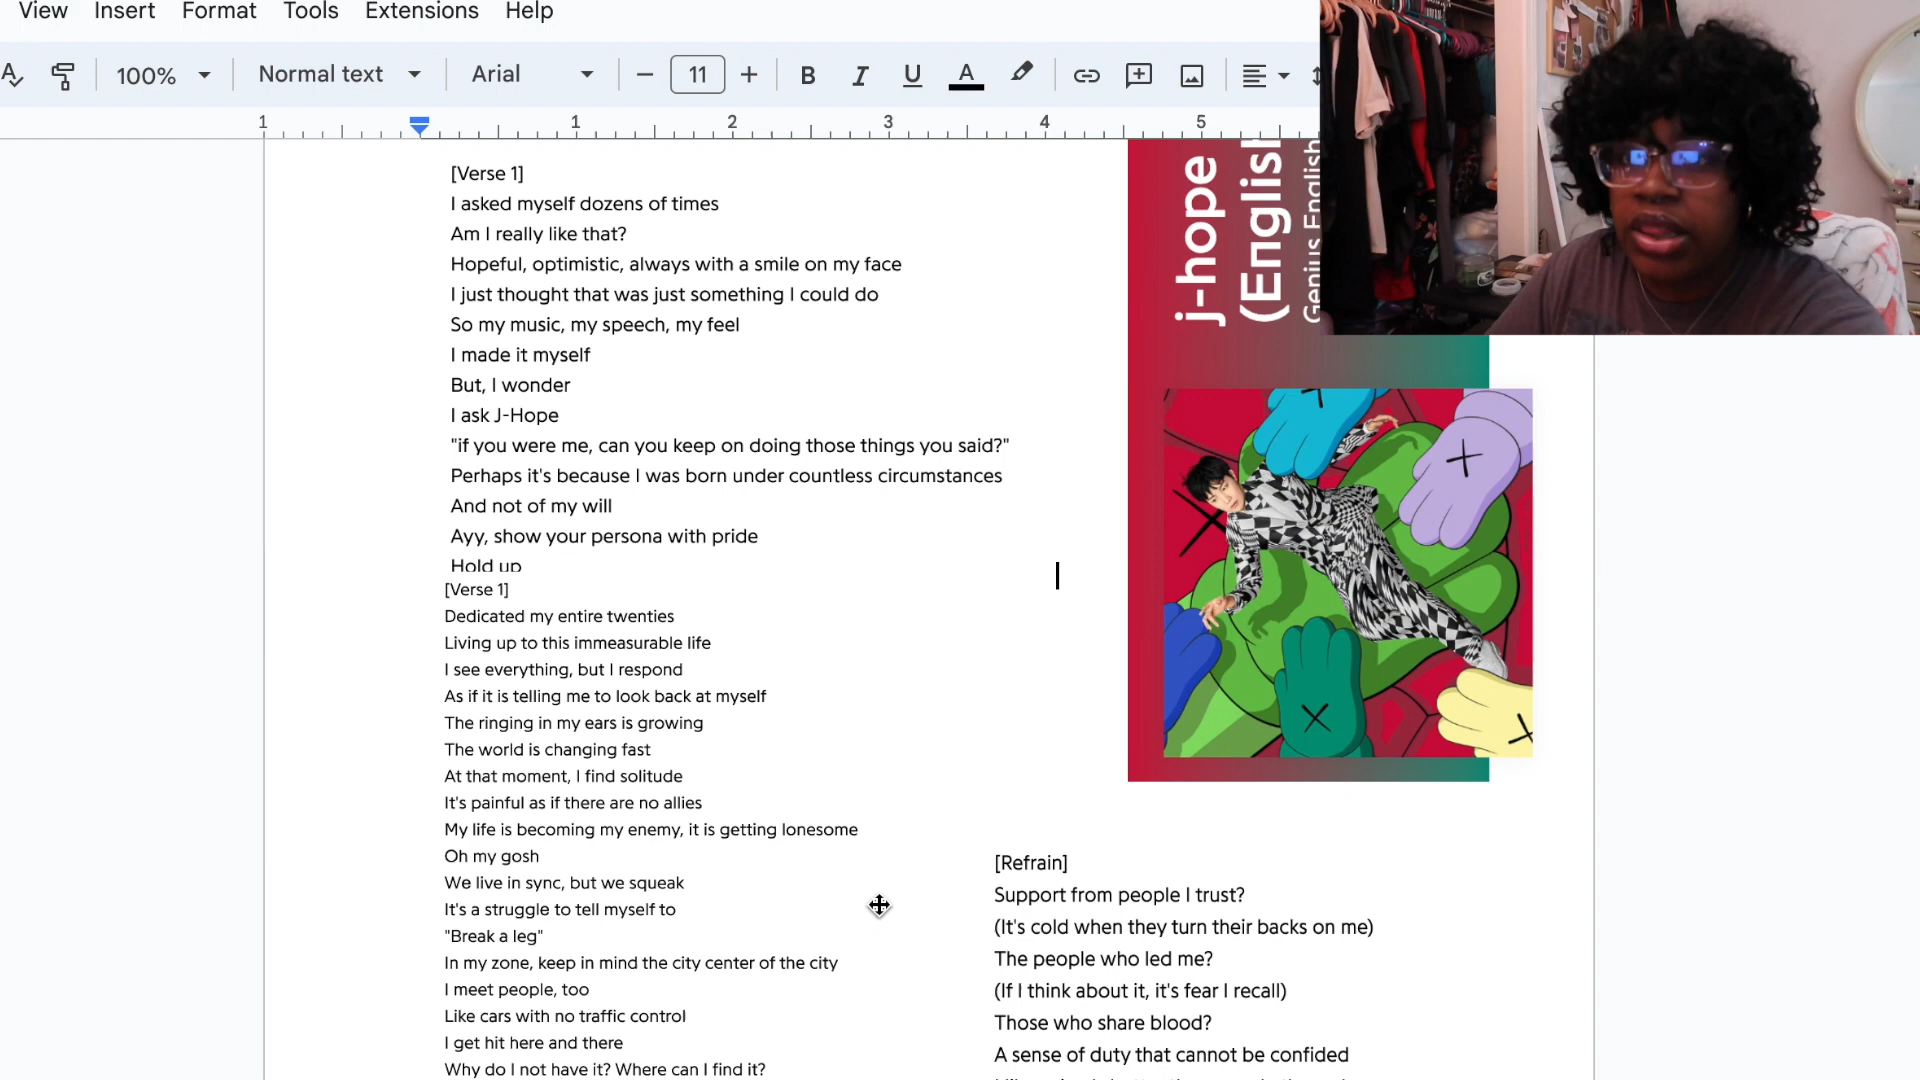 View Insert Format Tools Extensions Help
100% Normal text Arial 11 B I U A
1 1 2 3 4 5
[Verse 1]
I asked myself dozens of times
Am I really like that?
Hopeful, optimistic, always with a smile on my face
I just thought that was just something I could do
So my music, my speech, my feel
I made it myself
But, I wonder
I ask J-Hope
"if you were me, can you keep on doing those things you said?"
Perhaps it's because I was born under countless circumstances
And not of my will
Ayy, show your persona with pride
Hold up
[Verse 1]
Dedicated my entire twenties
Living up to this immeasurable life
I see everything, but I respond
As if it is telling me to look back at myself
The ringing in my ears is growing
The world is changing fast
At that moment, I find solitude
It's painful as if there are no allies
My life is becoming my enemy, it is getting lonesome
Oh my gosh
We live in sync, but we squeak
It's a struggle to tell myself to
"Break a leg"
In my zone, keep in mind the city center of the city
I meet people, too
Like cars with no traffic control
I get hit here and there
Why do I not have it? Where can I find it?
j-hope
(English
Genius English
[Refrain]
Support from people I trust?
(It's cold when they turn their backs on me)
The people who led me?
(If I think about it, it's fear I recall)
Those who share blood?
A sense of duty that cannot be confided